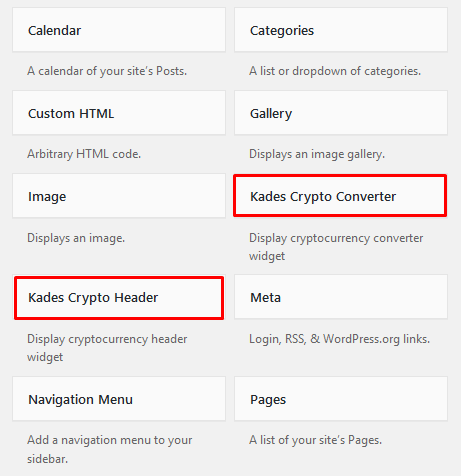 Calendar
Categories
A calendar of your site's Posts.
A list or dropdown of categories.
Custom HTML
Gallery
Arbitrary HTML code.
Displays an image gallery.
Image
Kades Crypto Converter
Displays an image.
Display cryptocurrency converter
widget
Kades Crypto Header
Meta
Display cryptocurrency header
widget
Login, RSS, & WordPress.org links.
Navigation Menu
Pages
Add a navigation menu to your
sidebar.
A list of your site's Pages.